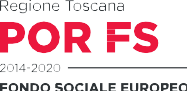 Regione Toscana
POR FS
2014-2020
FONDO SOCIALE EUROPEO